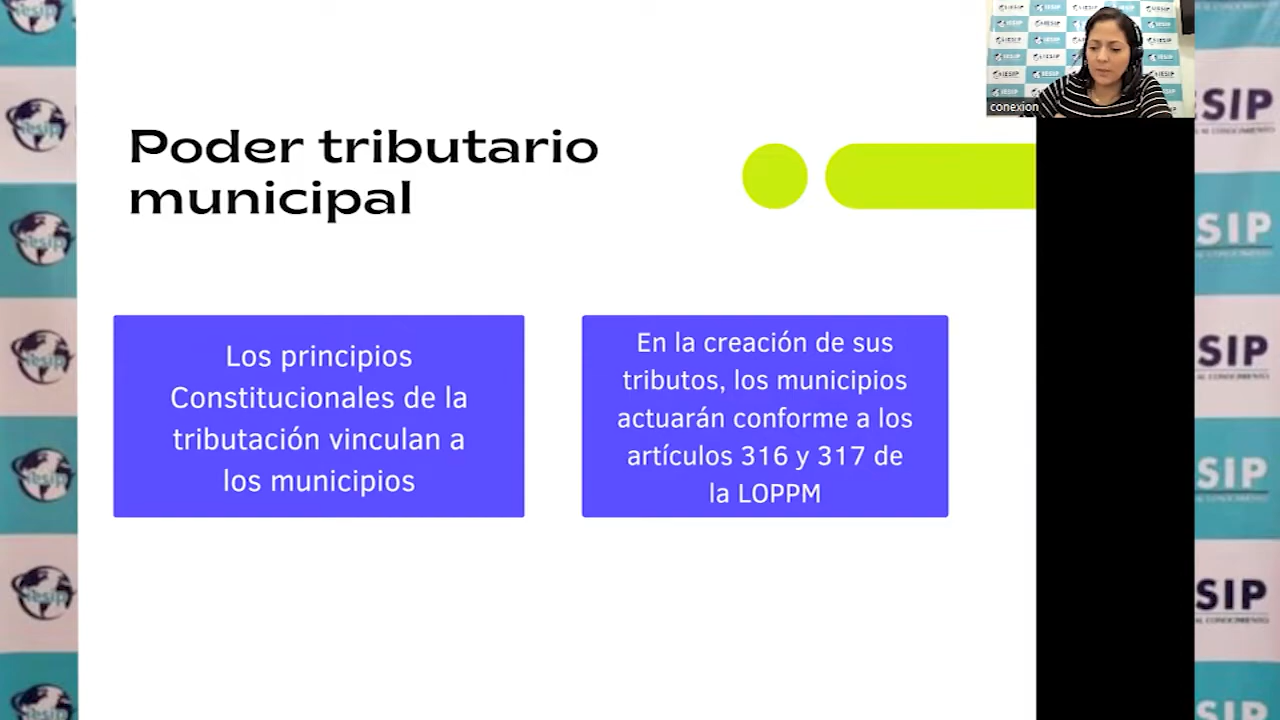 Poder tributario
municipal
Los principios
Constitucionales de la
tributación vinculan a
los municipios
En la creación de sus
tributos, los municipios
actuarán conforme a los
artículos 316 y 317 de
la LOPPM
conexion